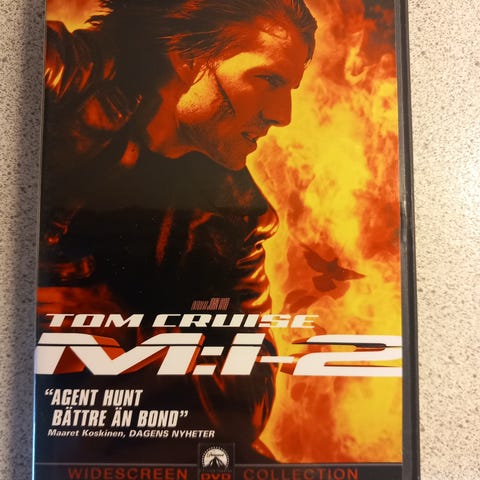 TOM CRUISE
M:I-2
“AGENT HUNT
BÄTTRE ÄN BOND”
Maaret Koskinen, DAGENS NYHETER
WIDESCREEN DVD COLLECTION